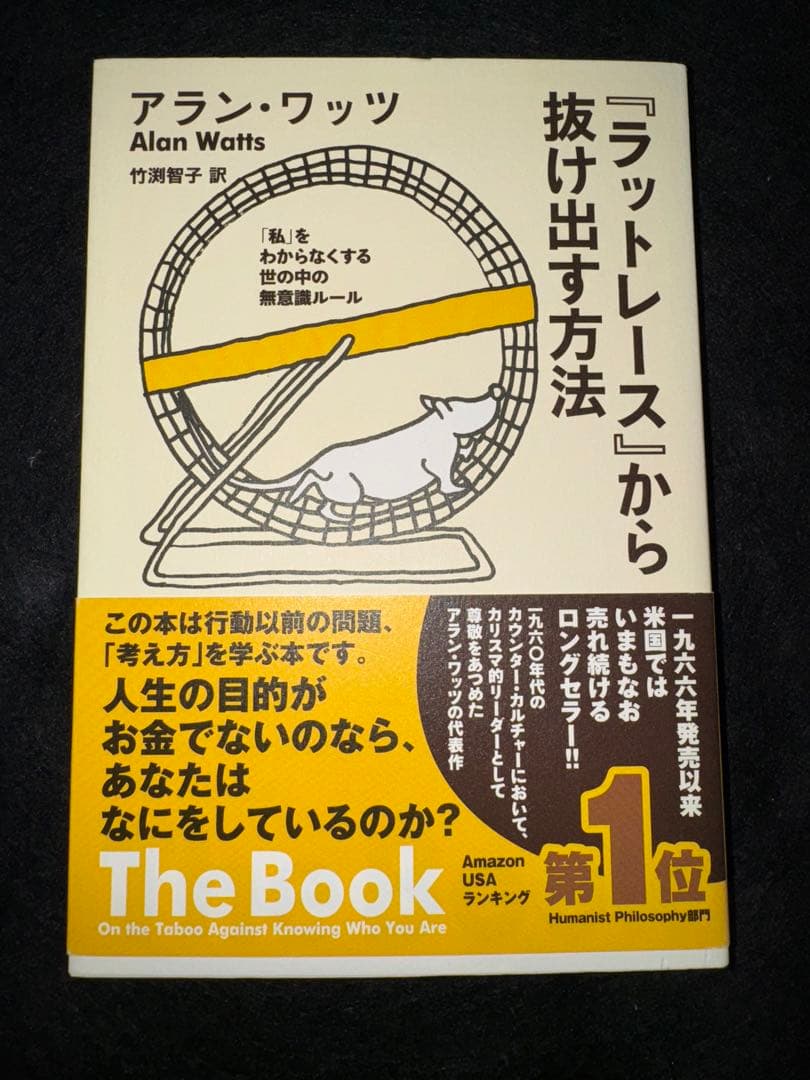 アラン・ワッツ
Alan Watts
竹渕智子 訳
『ラットレース』から
抜け出す方法
「私」を
わからなくする
世の中の
無意識ルール
この本は行動以前の問題、
「考え方」を学ぶ本です。
人生の目的が
お金でないのなら、
あなたは
なにをしているのか?
The Book
On the Taboo Against Knowing Who You Are
一九六六年発売以来
米国では
いまもなお
売れ続ける
ロングセラー!!
一九六〇年代の
カウンター・カルチャーにおいて、
カリスマ的リーダーとして
尊敬をあつめた
アラン・ワッツの代表作
Amazon
USA
ランキング
第1位
Humanist Philosophy部門